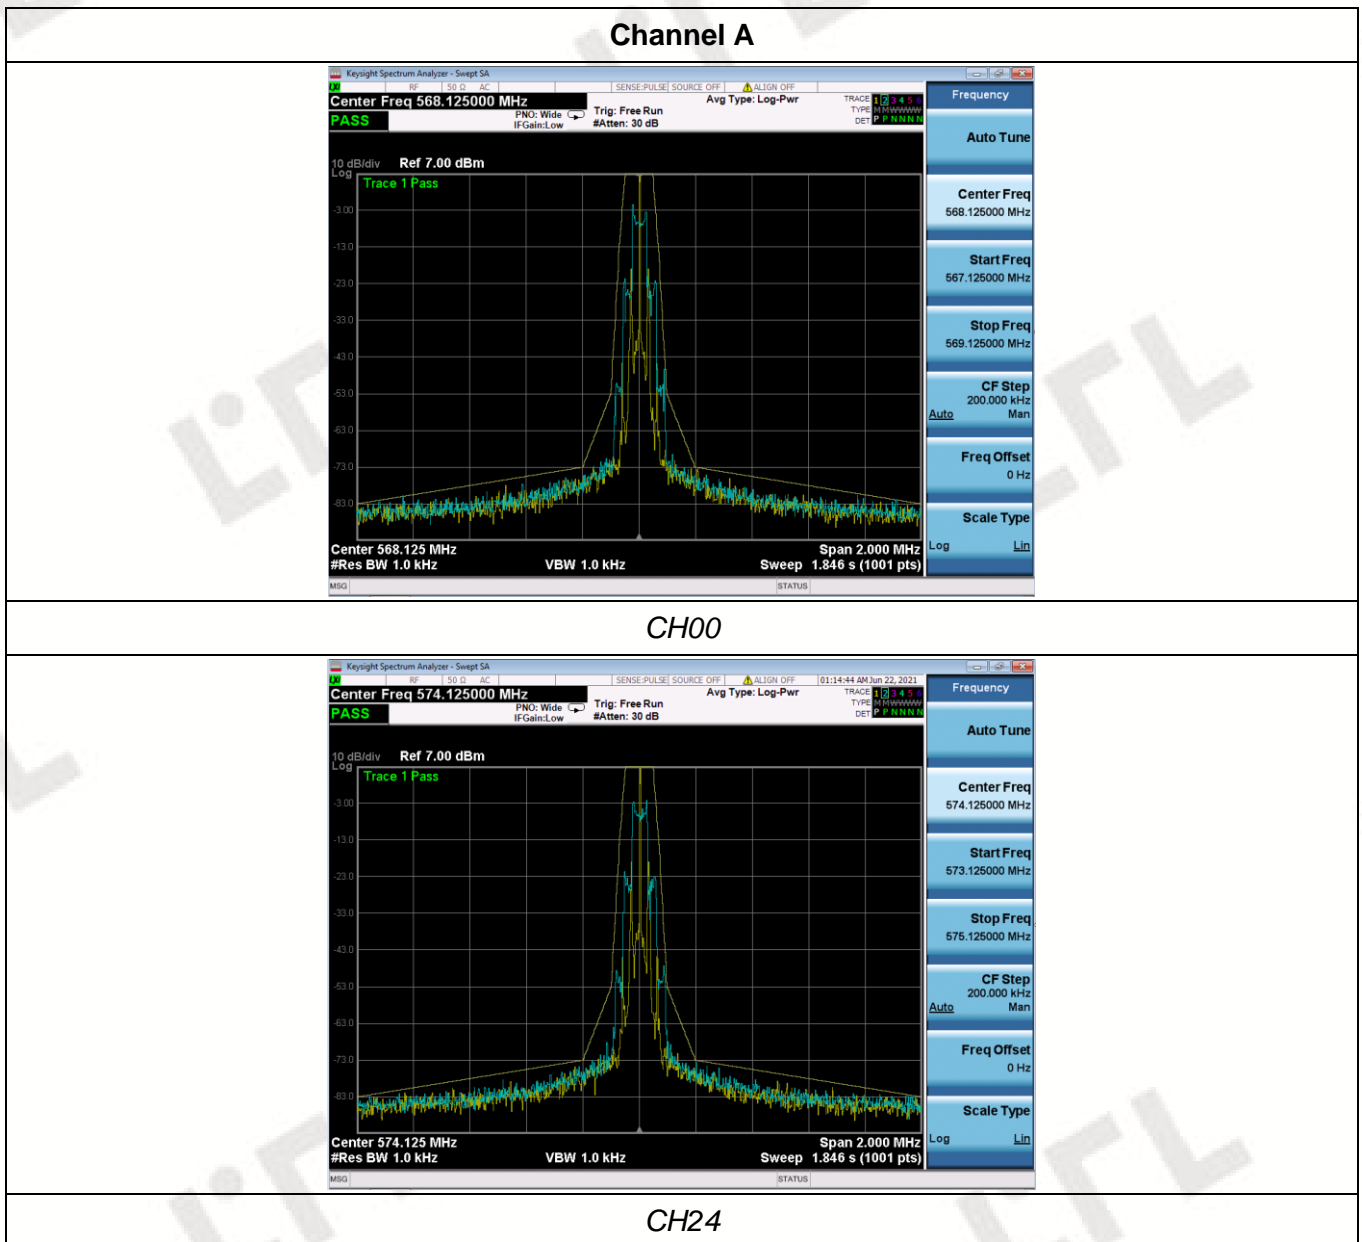 Channel A
Keysight Spectrum Analyzer - Swept SA
RF 50 Ω AC SENSE:PULSE SOURCE OFF ALIGN OFF
Center Freq 568.125000 MHz
PASS
PNO: Wide
IFGain:Low
Trig: Free Run
#Atten: 30 dB
Avg Type: Log-Pwr
TRACE 1 2 3 4 5 6
TYPE M M W W W W
DET P P N N N N
10 dB/div
Log
Ref 7.00 dBm
Trace 1 Pass
-3.00
-13.0
-23.0
-33.0
-43.0
-53.0
-63.0
-73.0
-83.0
Center 568.125 MHz
#Res BW 1.0 kHz
VBW 1.0 kHz
Span 2.000 MHz
Sweep 1.846 s (1001 pts)
MSG
STATUS
Frequency
Auto Tune
Center Freq
568.125000 MHz
Start Freq
567.125000 MHz
Stop Freq
569.125000 MHz
CF Step
200.000 kHz
Auto Man
Freq Offset
0 Hz
Scale Type
Log Lin
CH00
Keysight Spectrum Analyzer - Swept SA
RF 50 Ω AC SENSE:PULSE SOURCE OFF ALIGN OFF 01:14:44 AM Jun 22, 2021
Center Freq 574.125000 MHz
PASS
PNO: Wide
IFGain:Low
Trig: Free Run
#Atten: 30 dB
Avg Type: Log-Pwr
TRACE 1 2 3 4 5 6
TYPE M M W W W W
DET P P N N N N
10 dB/div
Log
Ref 7.00 dBm
Trace 1 Pass
-3.00
-13.0
-23.0
-33.0
-43.0
-53.0
-63.0
-73.0
-83.0
Center 574.125 MHz
#Res BW 1.0 kHz
VBW 1.0 kHz
Span 2.000 MHz
Sweep 1.846 s (1001 pts)
MSG
STATUS
Frequency
Auto Tune
Center Freq
574.125000 MHz
Start Freq
573.125000 MHz
Stop Freq
575.125000 MHz
CF Step
200.000 kHz
Auto Man
Freq Offset
0 Hz
Scale Type
Log Lin
CH24